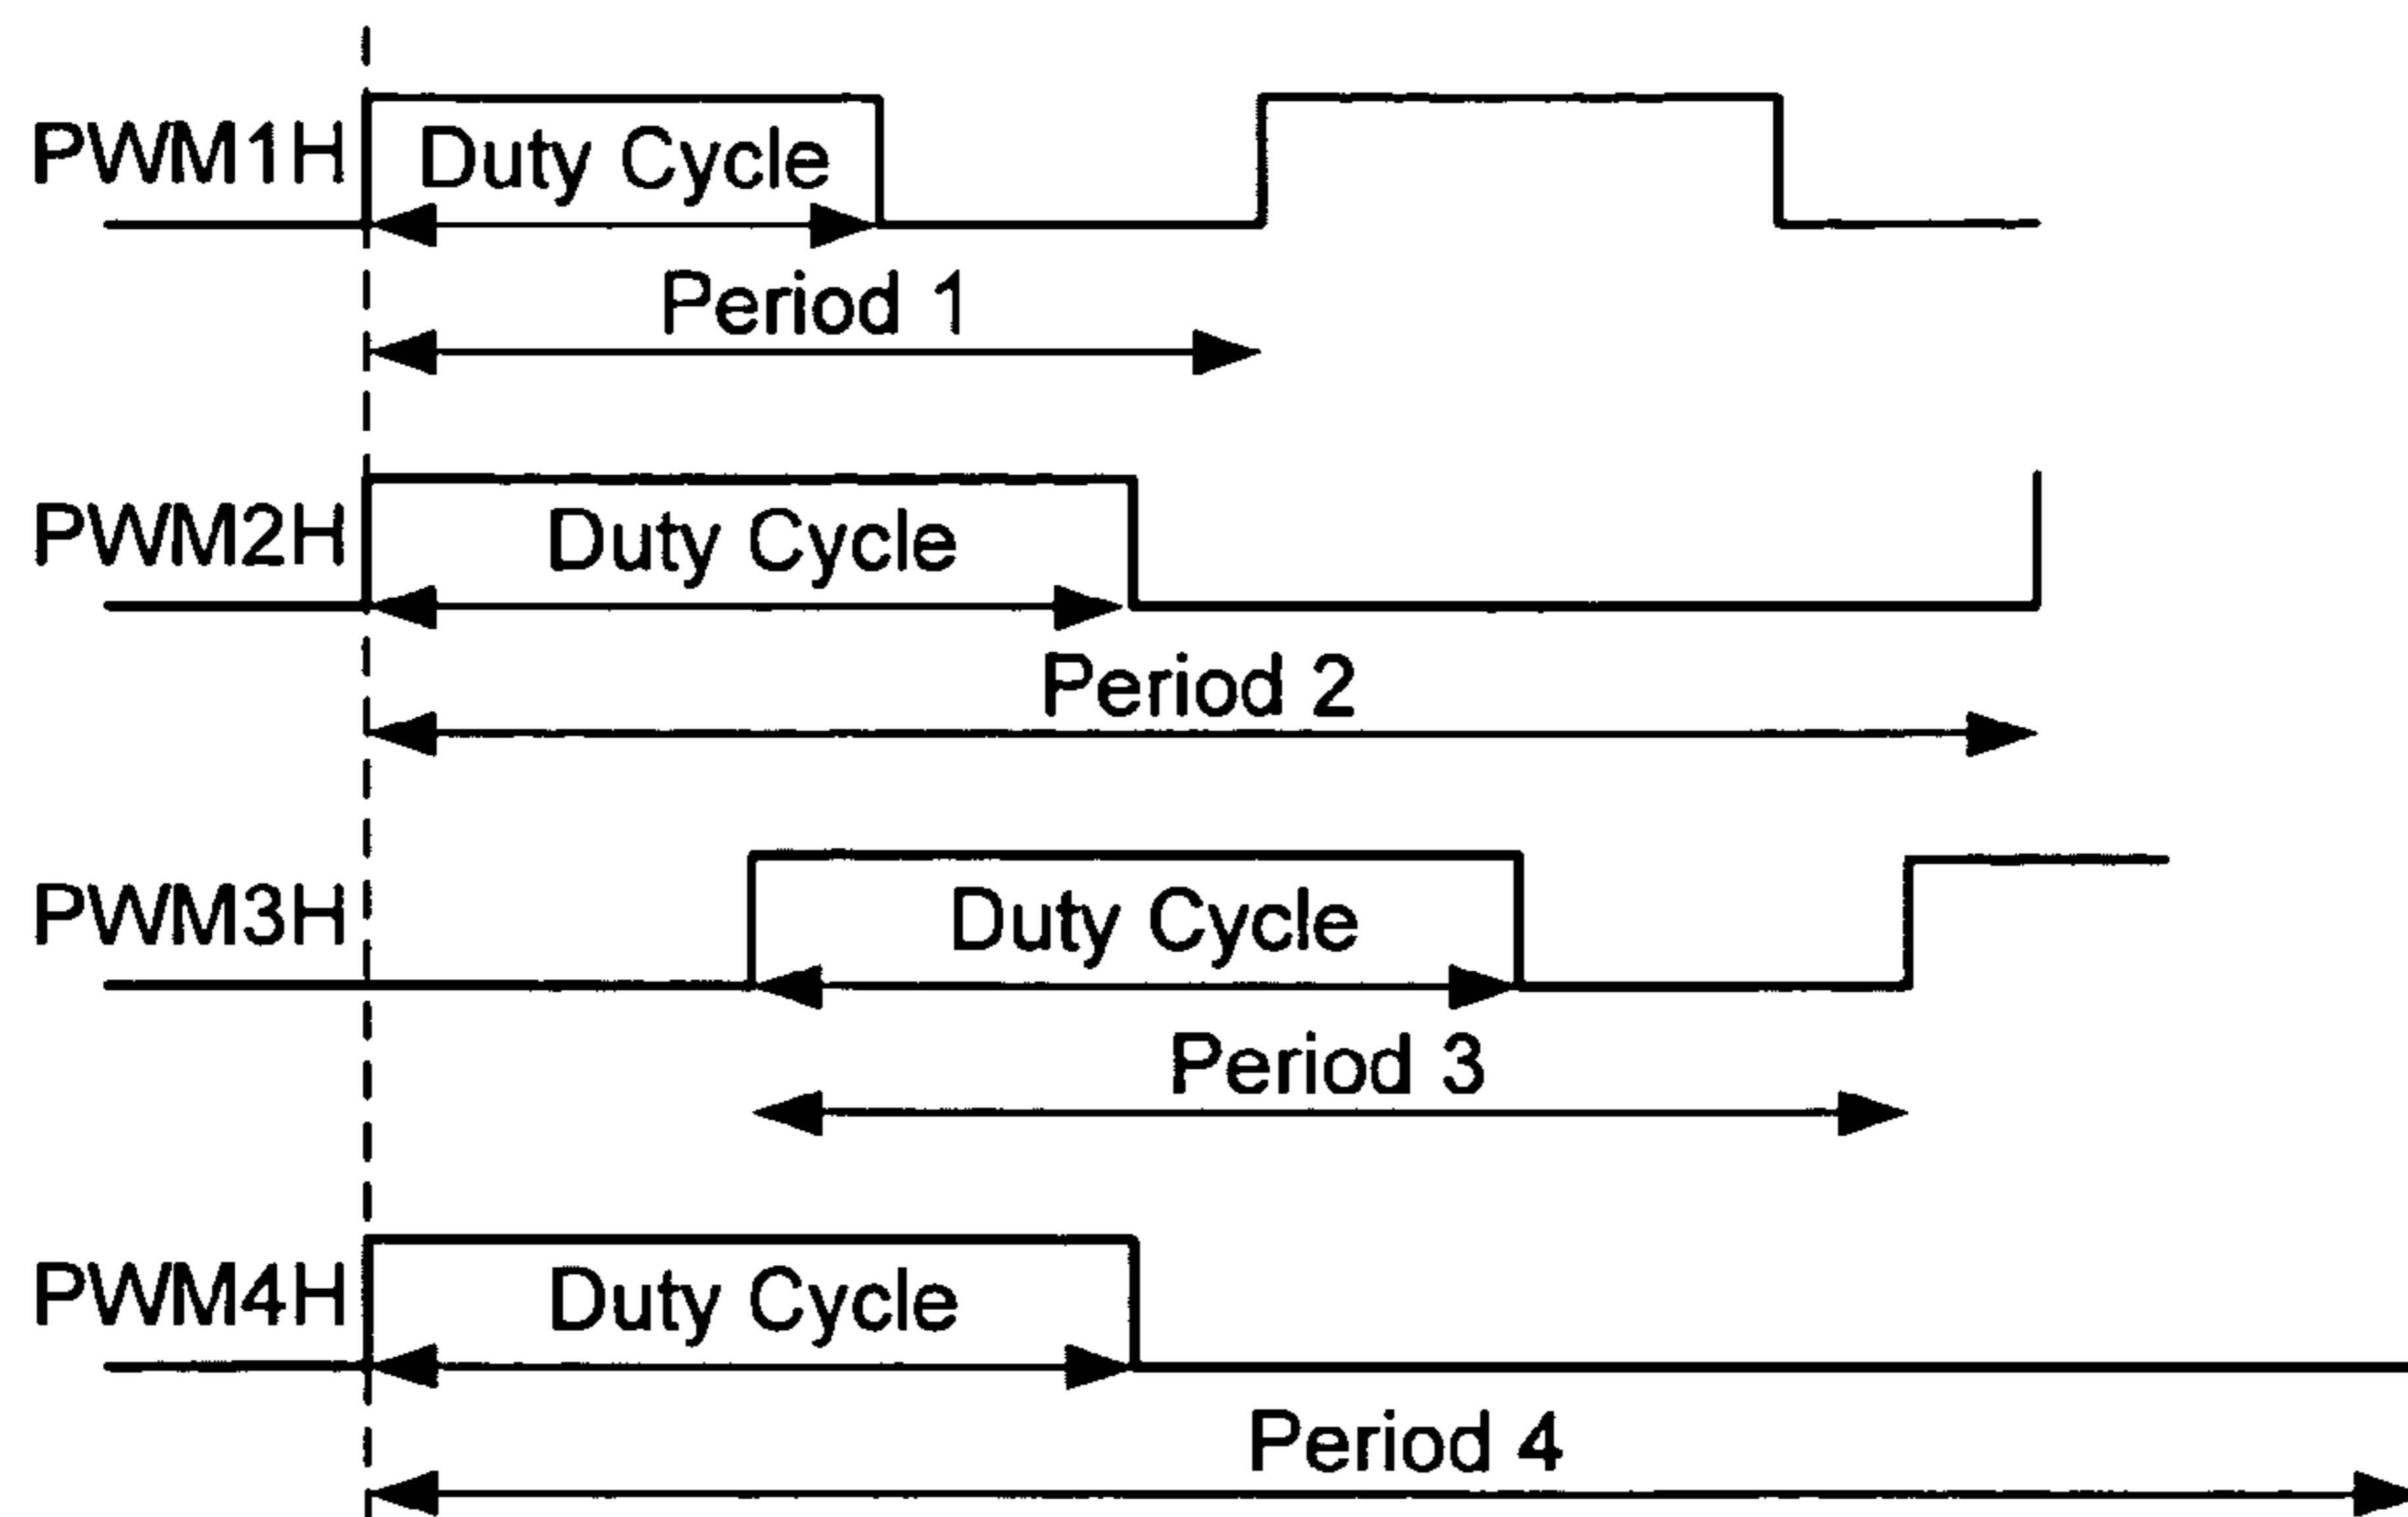 PWM1H
Duty Cycle
Period 1
PWM2H
Duty Cycle
Period 2
PWM3H
Duty Cycle
Period 3
PWM4H
Duty Cycle
Period 4